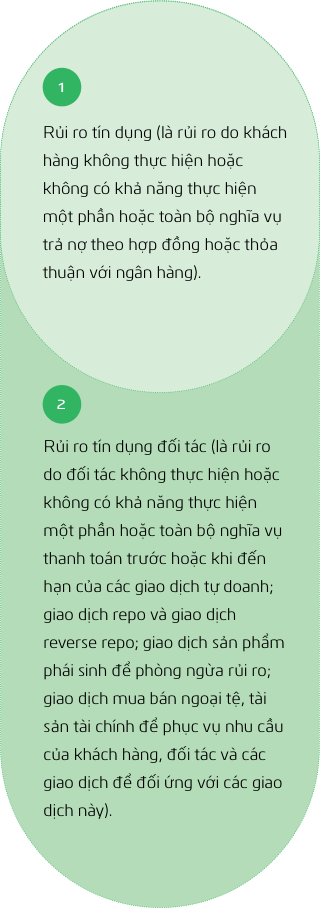 1
Rủi ro tín dụng (là rủi ro do khách
hàng không thực hiện hoặc
không có khả năng thực hiện
một phần hoặc toàn bộ nghĩa vụ
trả nợ theo hợp đồng hoặc thỏa
thuận với ngân hàng).
2
Rủi ro tín dụng đối tác (là rủi ro
do đối tác không thực hiện hoặc
không có khả năng thực hiện
một phần hoặc toàn bộ nghĩa vụ
thanh toán trước hoặc khi đến
hạn của các giao dịch tự doanh;
giao dịch repo và giao dịch
reverse repo; giao dịch sản phẩm
phái sinh để phòng ngừa rủi ro;
giao dịch mua bán ngoại tệ, tài
sản tài chính để phục vụ nhu cầu
của khách hàng, đối tác và các
giao dịch để đối ứng với các giao
dịch này).